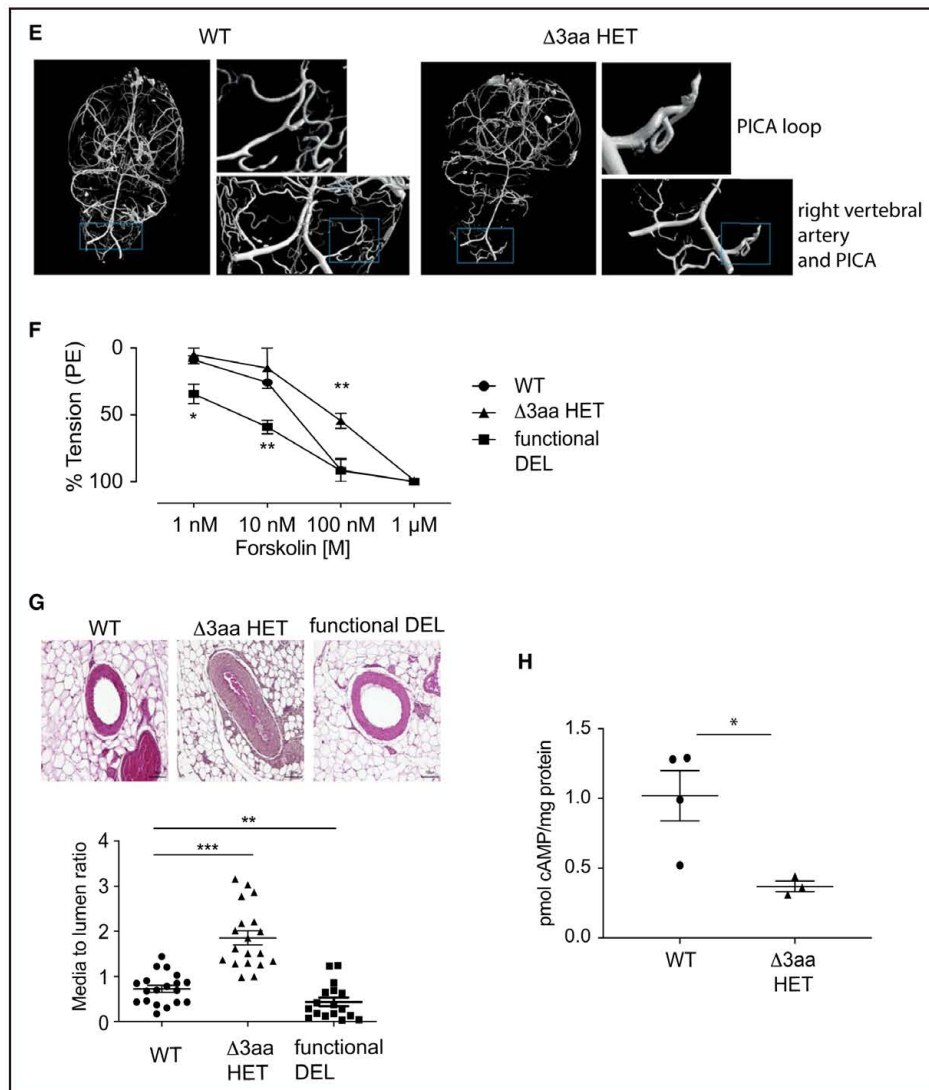 E
WT
Δ3aa HET
PICA loop
right vertebral
artery
and PICA
F
% Tension (PE)
0
50
100
*
**
**
1 nM
10 nM
100 nM
1 µM
Forskolin [M]
WT
Δ3aa HET
functional
DEL
G
WT
Δ3aa HET
functional DEL
Media to lumen ratio
4
3
2
1
0
**
***
WT
Δ3aa
HET
functional
DEL
H
pmol cAMP/mg protein
1.5
1.0
0.5
0.0
*
WT
Δ3aa
HET